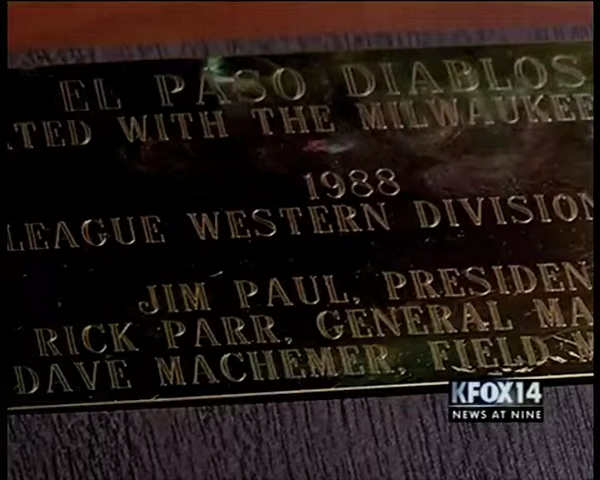 EL PASO DIABLOS
ATED WITH THE MILWAUKEE
1988
LEAGUE WESTERN DIVISION
JIM PAUL, PRESIDEN
RICK PARR, GENERAL MA
DAVE MACHEMER, FIELD M
KFOX14
NEWS AT NINE